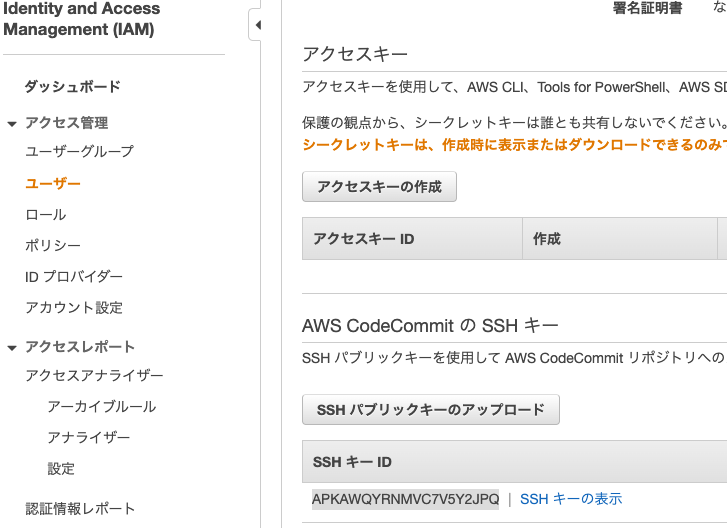 Identity and Access
Management (IAM)
ダッシュボード
アクセス管理
ユーザーグループ
ユーザー
ロール
ポリシー
ID プロバイダー
アカウント設定
アクセスレポート
アクセスアナライザー
アーカイブルール
アナライザー
設定
認証情報レポート
署名証明書 な
アクセスキー
アクセスキーを使用して、AWS CLI、Tools for PowerShell、AWS SD
保護の観点から、シークレットキーは誰とも共有しないでください。
シークレットキーは、作成時に表示またはダウンロードできるのみで
アクセスキーの作成
アクセスキー ID 作成
AWS CodeCommit の SSH キー
SSH パブリックキーを使用して AWS CodeCommit リポジトリへの
SSH パブリックキーのアップロード
SSH キー ID
APKAWQYRNMVC7V5Y2JPQ | SSH キーの表示